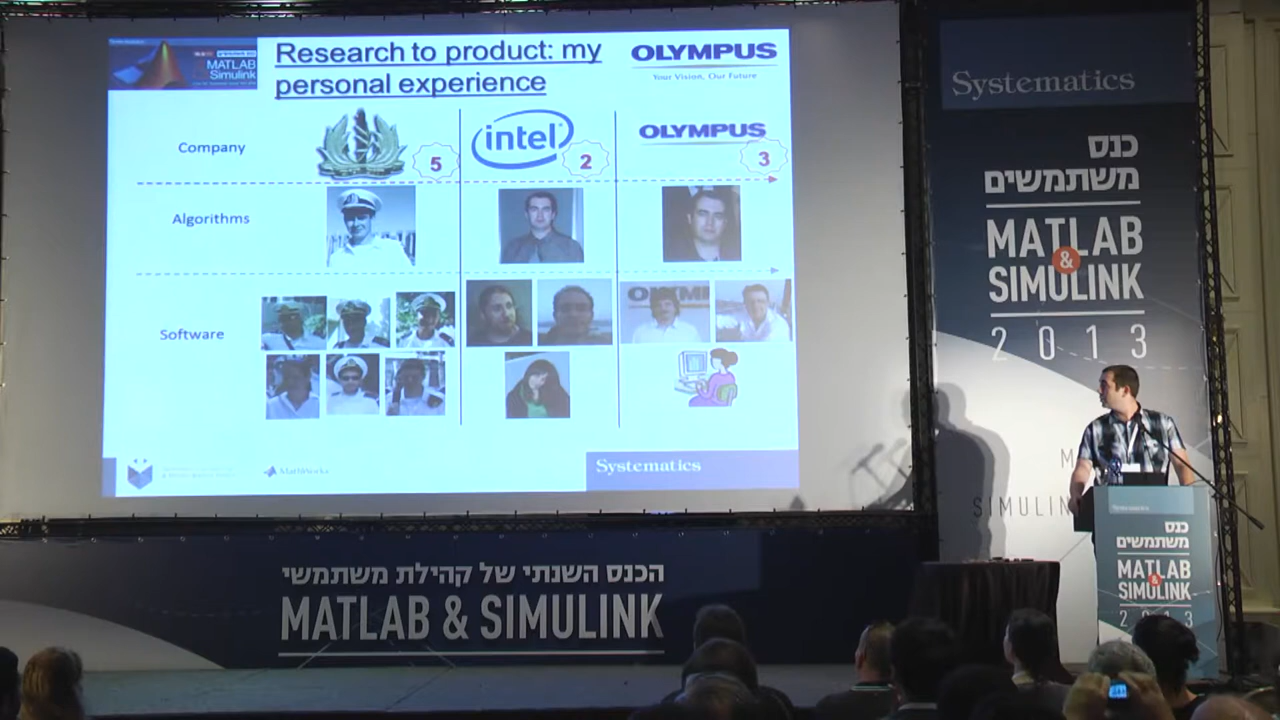 MATLAB
Simulink
Research to product: my
personal experience
OLYMPUS
Your Vision, Our Future
Company
5
intel
2
OLYMPUS
3
Algorithms
Software
OLYMPI
MathWorks
Systematics
Systematics
כנס
משתמשים
MATLAB
&
SIMULINK
2013
SIMULIN
הכנס השנתי של קהילת משתמשי
MATLAB & SIMULINK
כנס
משתמשים
MATLAB
&
SIMULINK
2013